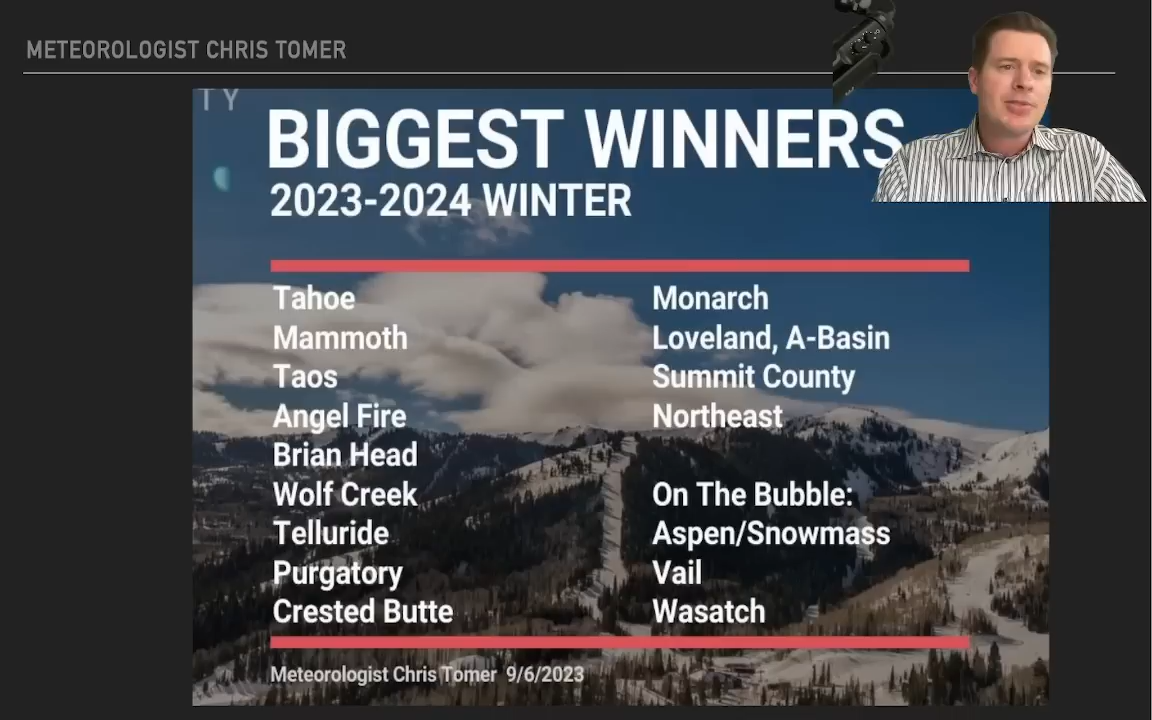 METEOROLOGIST CHRIS TOMER
TY
BIGGEST WINNERS
2023-2024 WINTER
Tahoe
Mammoth
Taos
Angel Fire
Brian Head
Wolf Creek
Telluride
Purgatory
Crested Butte
Monarch
Loveland, A-Basin
Summit County
Northeast
On The Bubble:
Aspen/Snowmass
Vail
Wasatch
Meteorologist Chris Tomer 9/6/2023